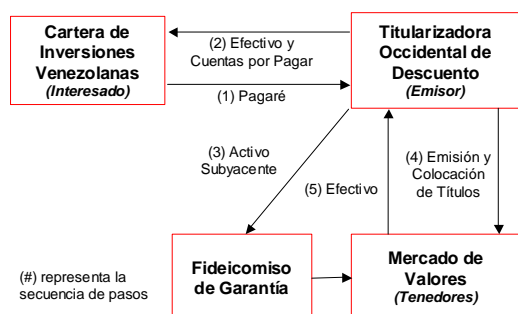 Cartera de
Inversiones
Venezolanas
(Interesado)
(2) Efectivo y
Cuentas por Pagar
(1) Pagaré
Titularizadora
Occidental de
Descuento
(Emisor)
(3) Activo
Subyacente
(5) Efectivo
(4) Emisión y
Colocación
de Títulos
(#) representa la
secuencia de pasos
Fideicomiso
de Garantía
Mercado de
Valores
(Tenedores)